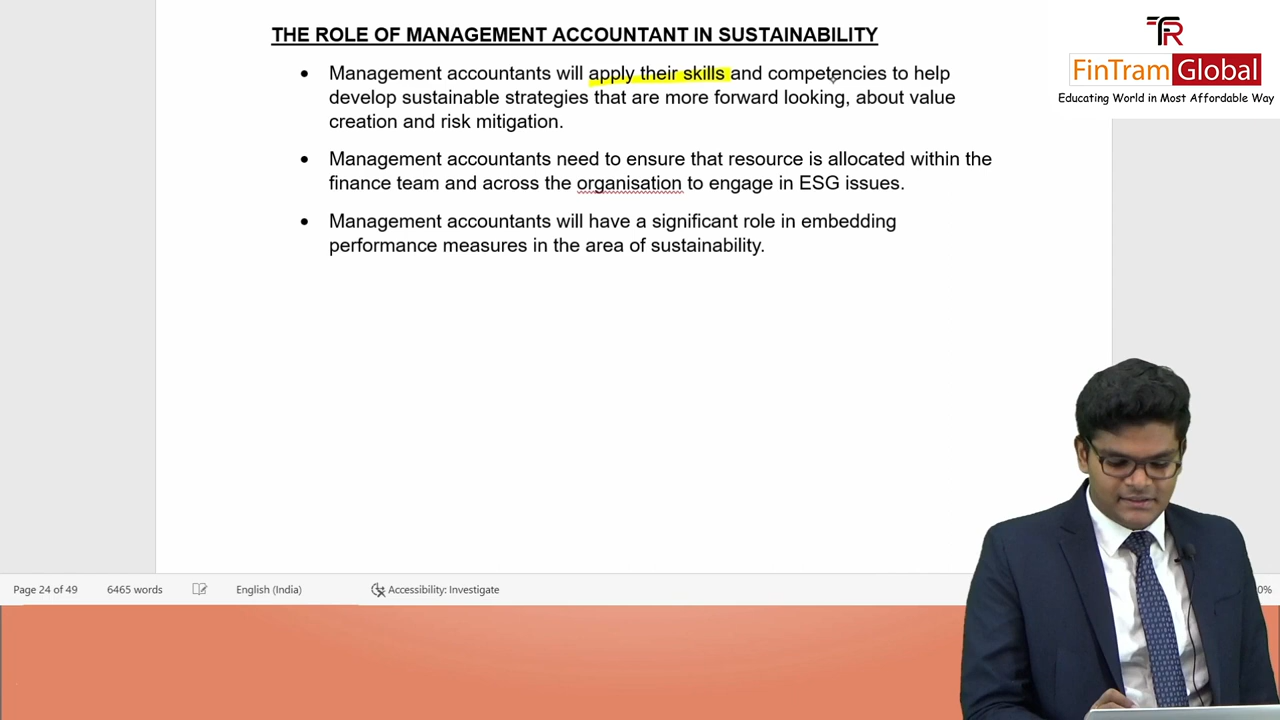 THE ROLE OF MANAGEMENT ACCOUNTANT IN SUSTAINABILITY
• Management accountants will apply their skills and competencies to help
develop sustainable strategies that are more forward looking, about value
creation and risk mitigation.
• Management accountants need to ensure that resource is allocated within the
finance team and across the organisation to engage in ESG issues.
• Management accountants will have a significant role in embedding
performance measures in the area of sustainability.
FinTram Global
Educating World in Most Affordable Way
Page 24 of 49 6465 words English (India) Accessibility: Investigate 0%